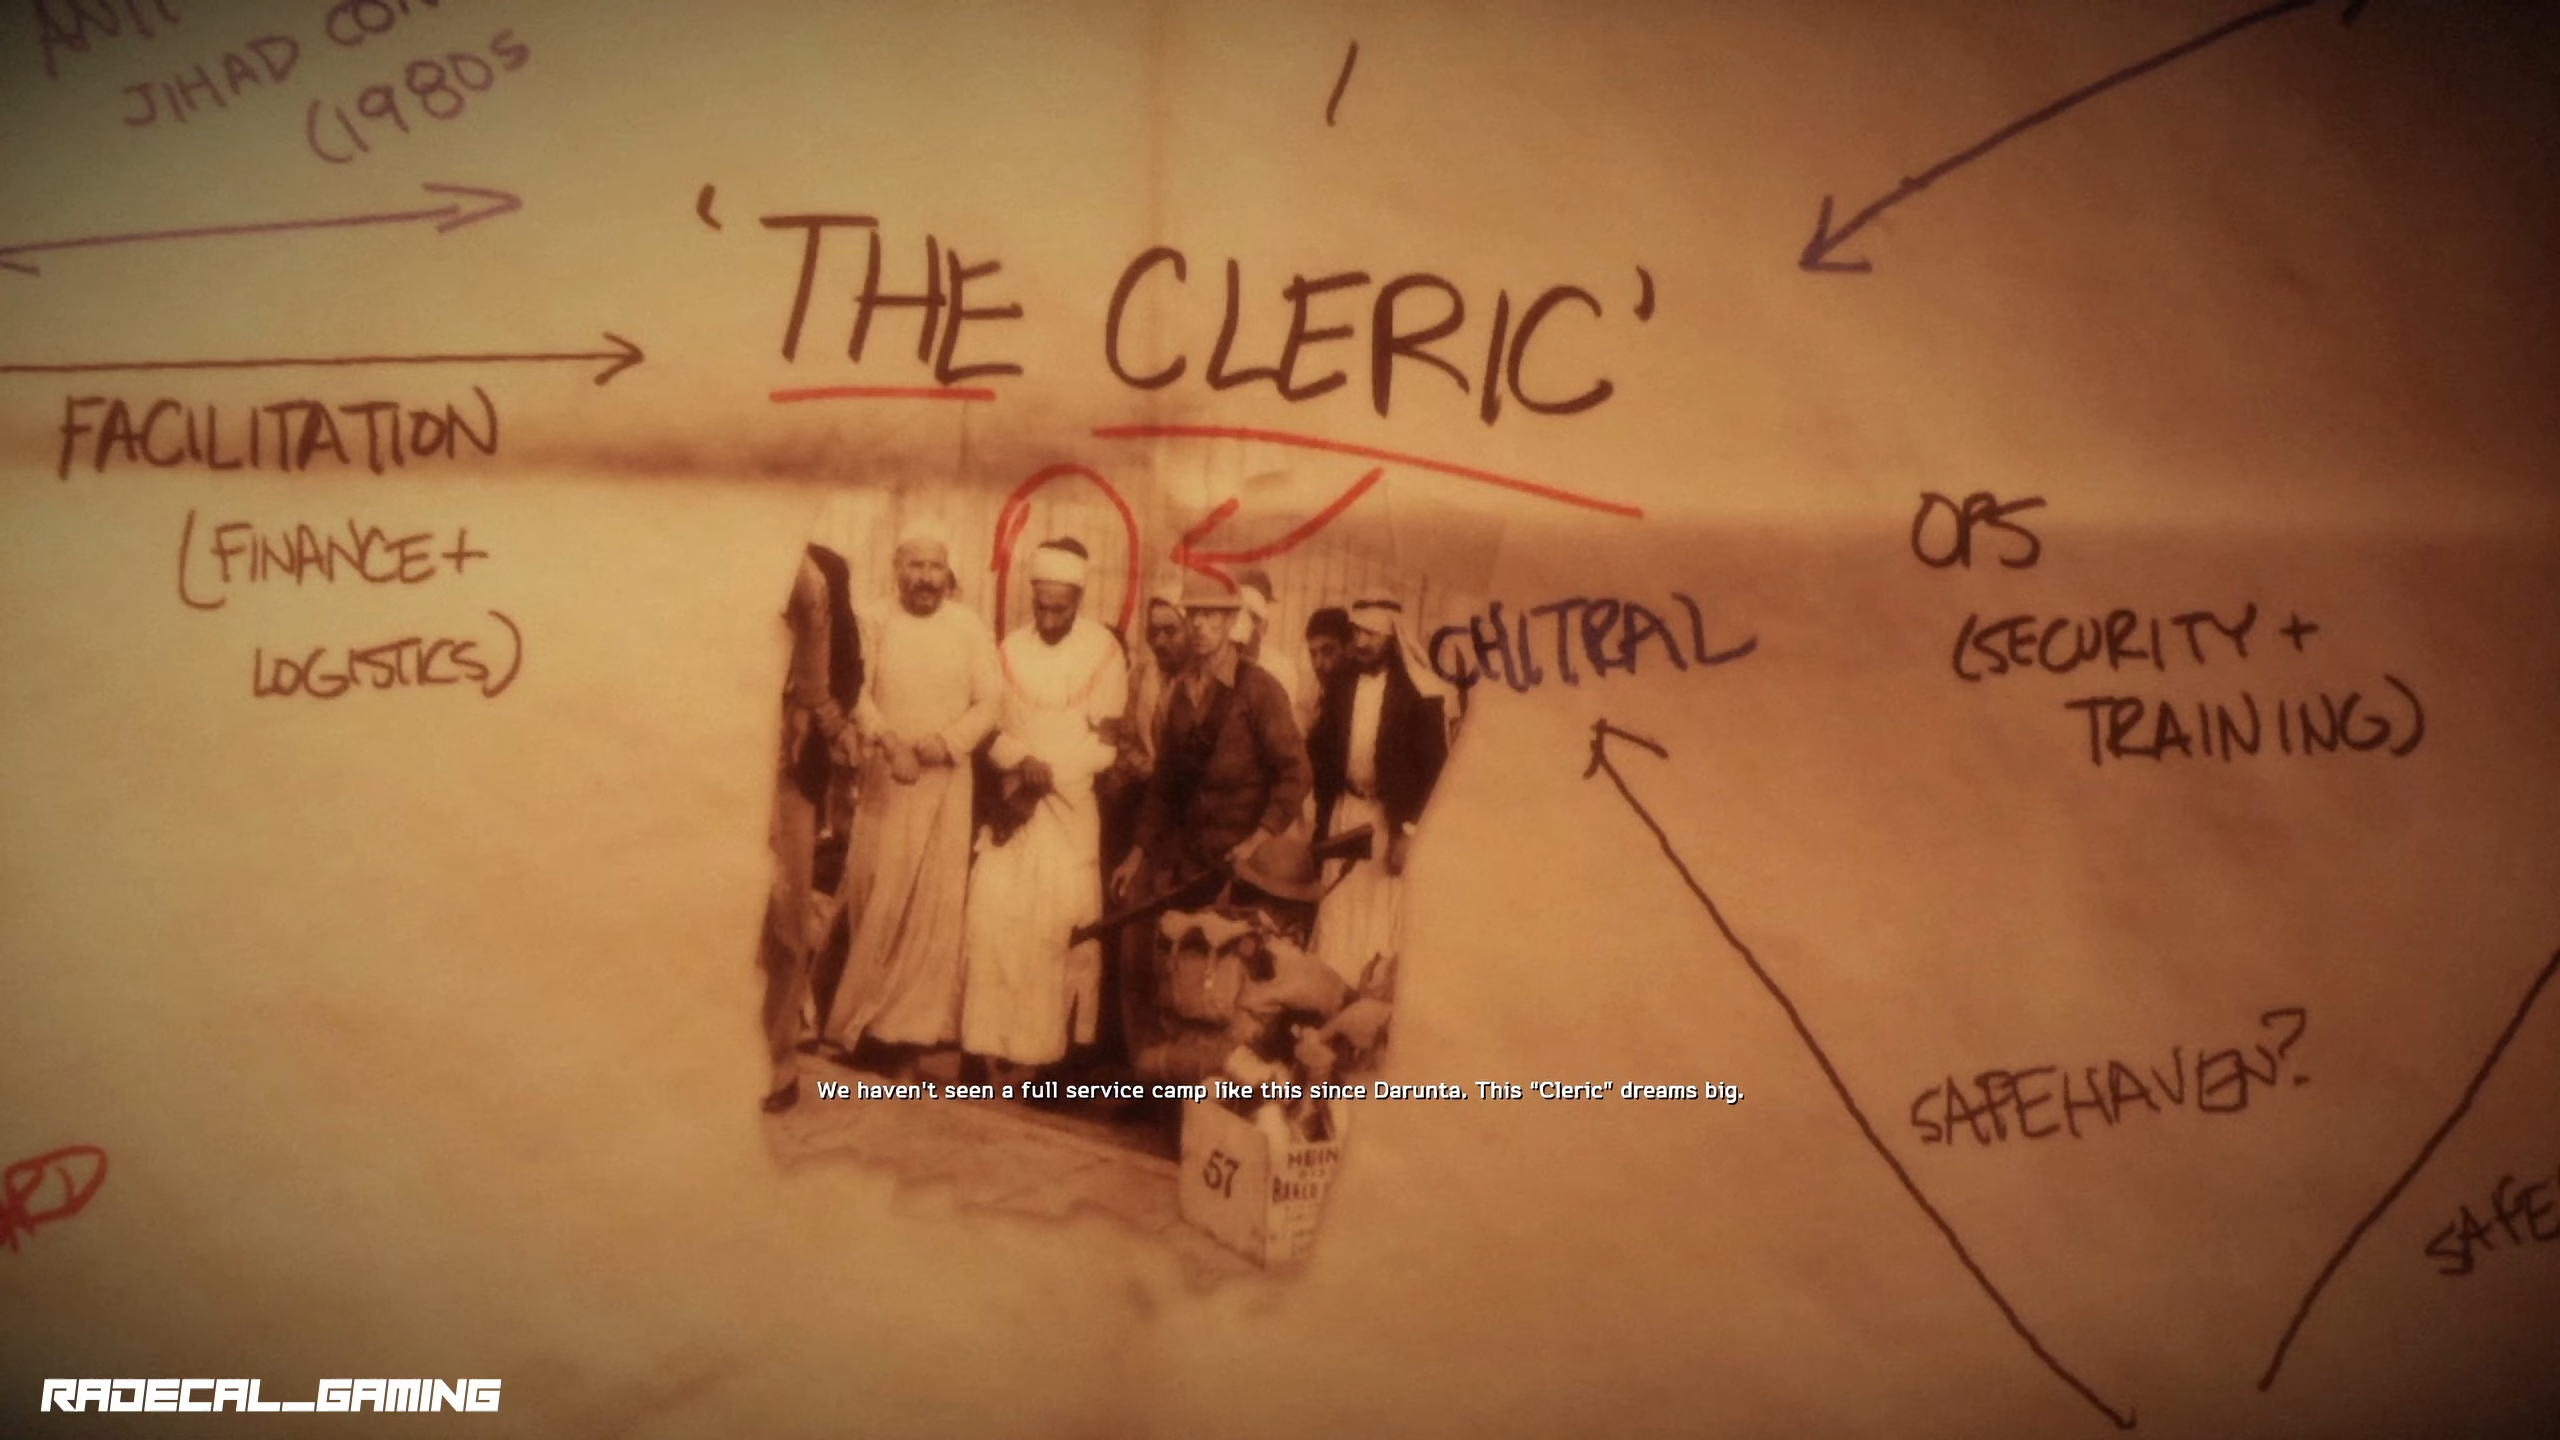 JIHAD
(1980s
'THE CLERIC'
FACILITATION
(FINANCE+
LOGISTICS)
CHITRAL
OPS
(SECURITY +
TRAINING)
SAFEHAVEN?
We haven't seen a full service camp like this since Darunta. This "Cleric" dreams big.
57
RADECAL_GAMING